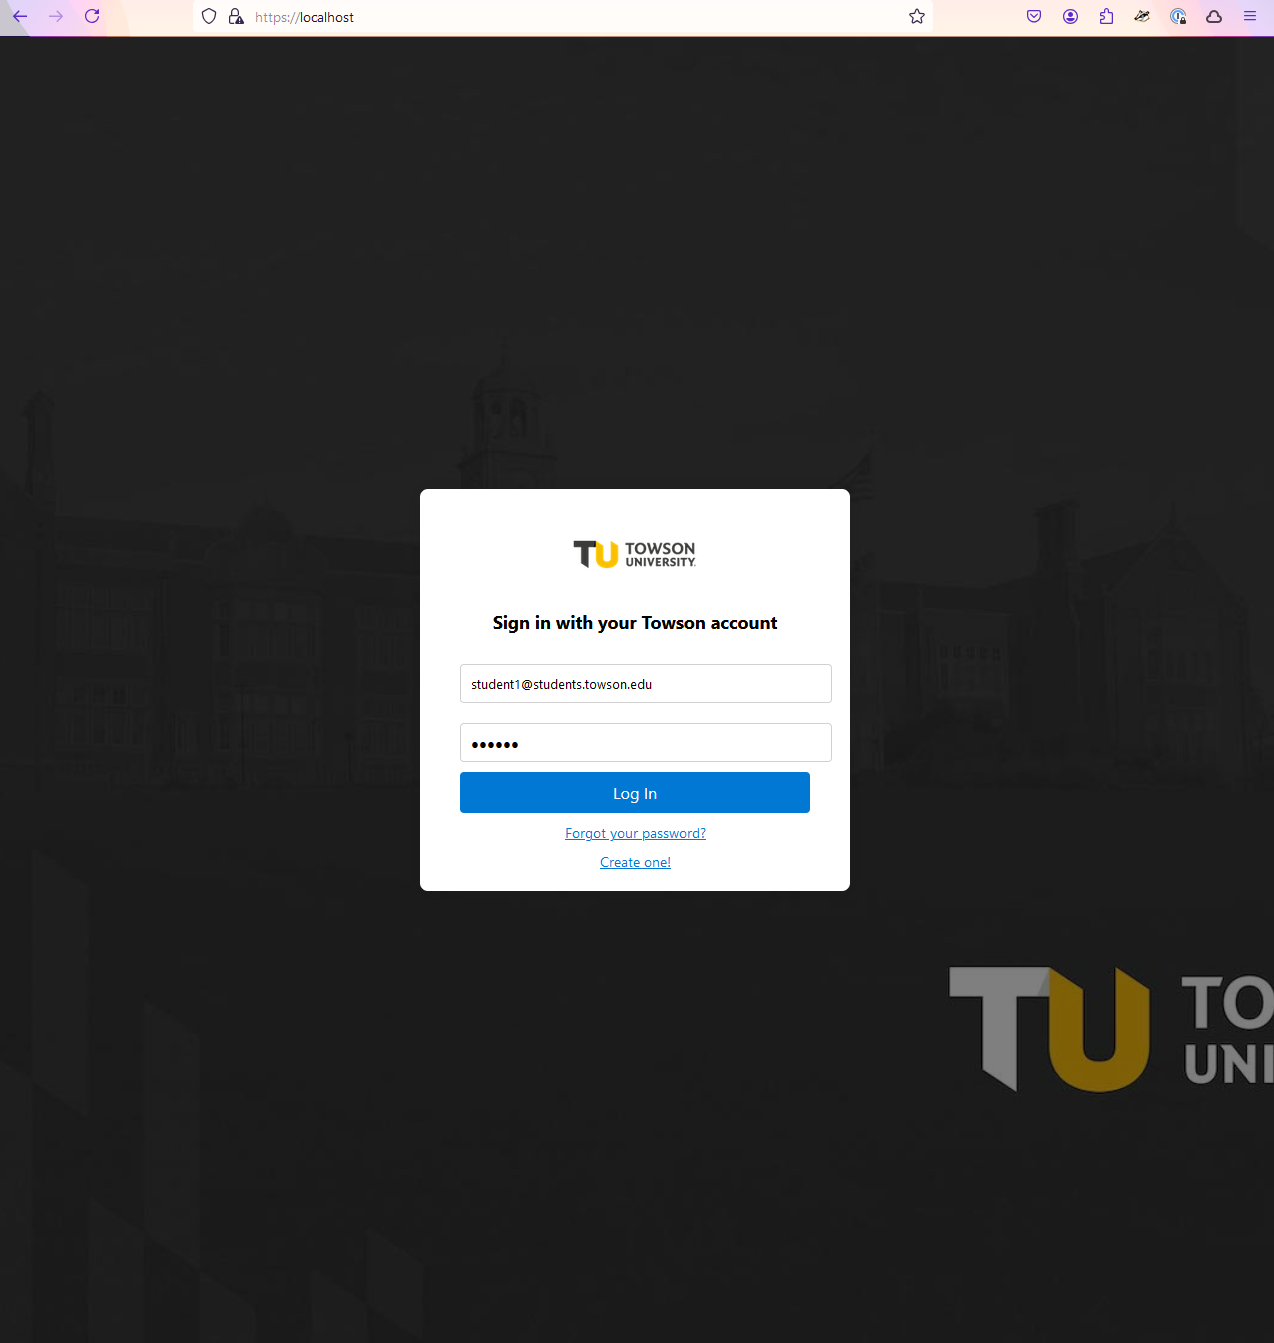 https://localhost
TU TOWSON
UNIVERSITY.
Sign in with your Towson account
student1@students.towson.edu
••••••
Log In
Forgot your password?
Create one!
TU TO
UNI